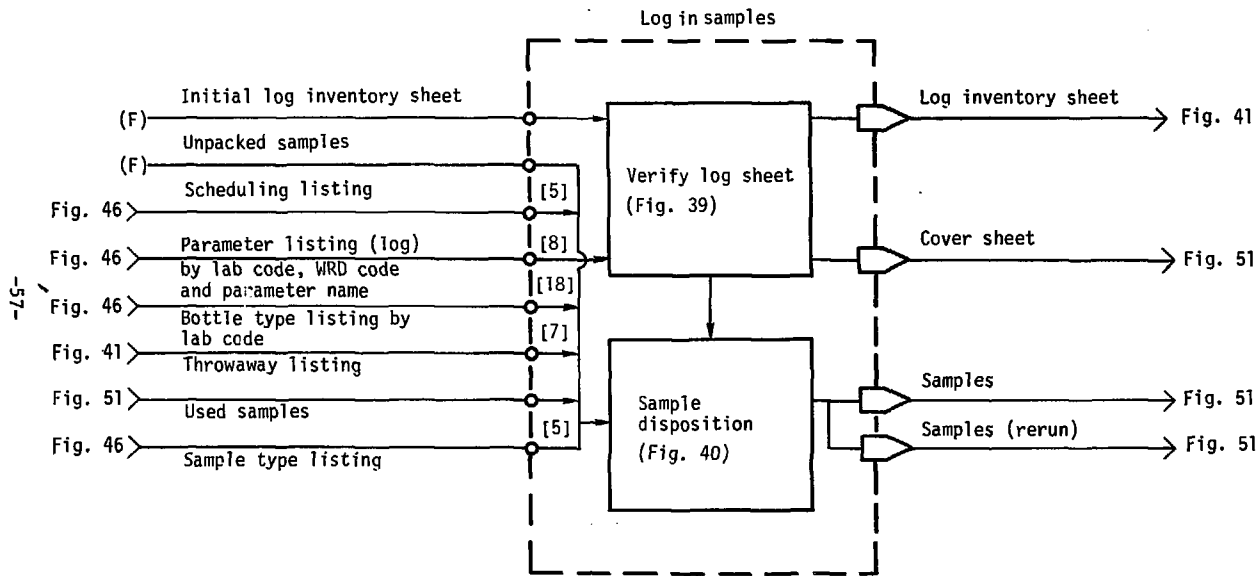 Log in samples
Initial log inventory sheet
(F)
Unpacked samples
(F)
Scheduling listing
[5]
Fig. 46
Parameter listing (log)
[8]
Fig. 46
by lab code, WRD code
and parameter name
[18]
Fig. 46
Bottle type listing by
lab code
[7]
Fig. 41
Throwaway listing
Fig. 51
Used samples
[5]
Fig. 46
Sample type listing
Verify log sheet
(Fig. 39)
Sample
disposition
(Fig. 40)
Log inventory sheet
Fig. 41
Cover sheet
Fig. 51
Samples
Fig. 51
Samples (rerun)
Fig. 51
-57-